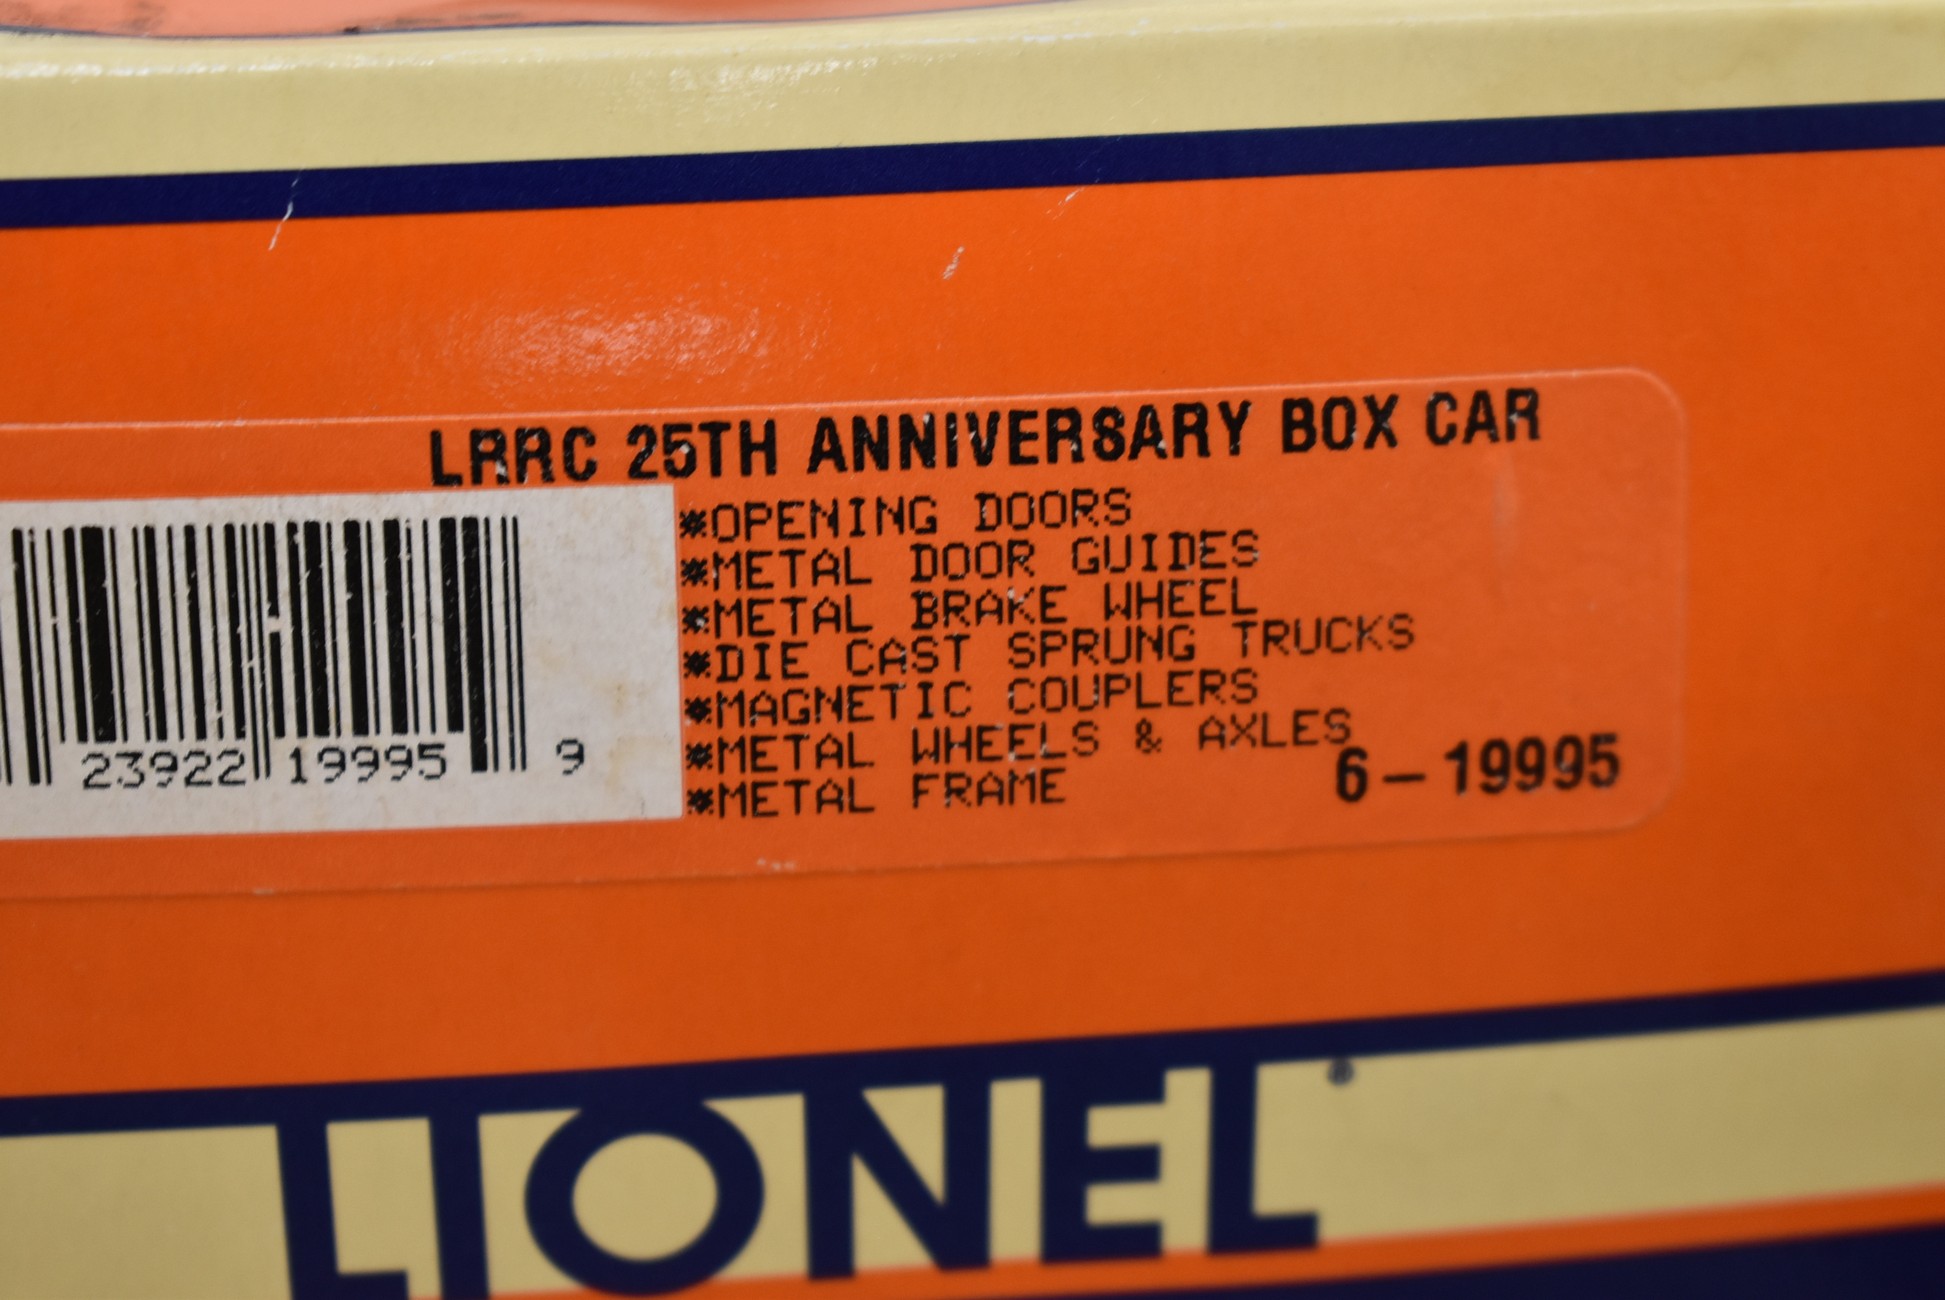 LRRC 25TH ANNIVERSARY BOX CAR
*OPENING DOORS
*METAL DOOR GUIDES
*METAL BRAKE WHEEL
*DIE CAST SPRUNG TRUCKS
*MAGNETIC COUPLERS
*METAL WHEELS & AXLES
*METAL FRAME
6-19995
23922 19995 9
LIONEL®